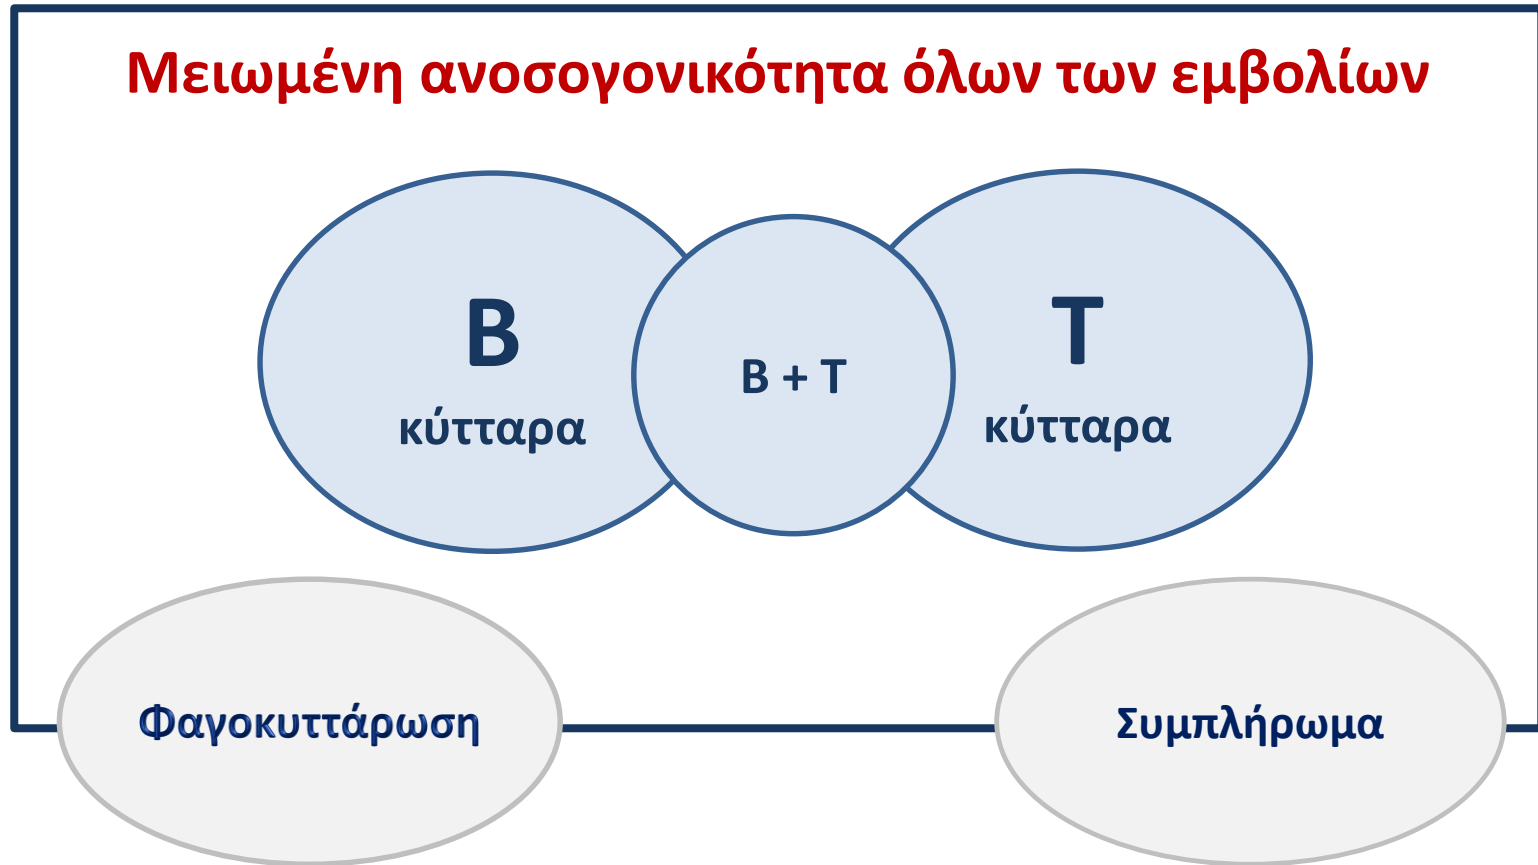 Μειωμένη ανοσογονικότητα όλων των εμβολίων
Β
κύτταρα
Β + Τ
Τ
κύτταρα
Φαγοκυττάρωση
Συμπλήρωμα